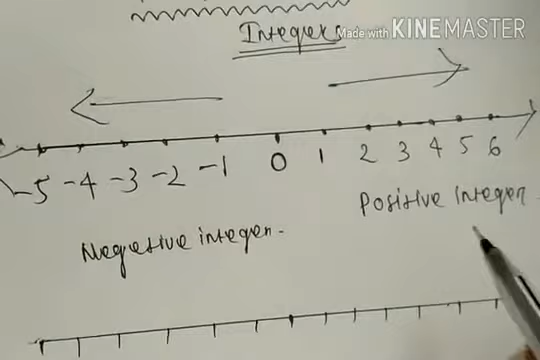 Integers
Made with KINEMASTER
-5 -4 -3 -2 -1 0 1 2 3 4 5 6
Positive integer
Negative integer.